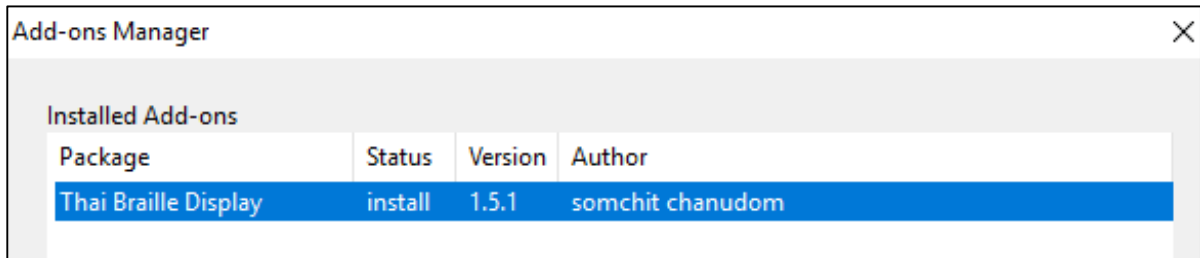 Add-ons Manager
Installed Add-ons
Package Status Version Author
Thai Braille Display install 1.5.1 somchit chanudom